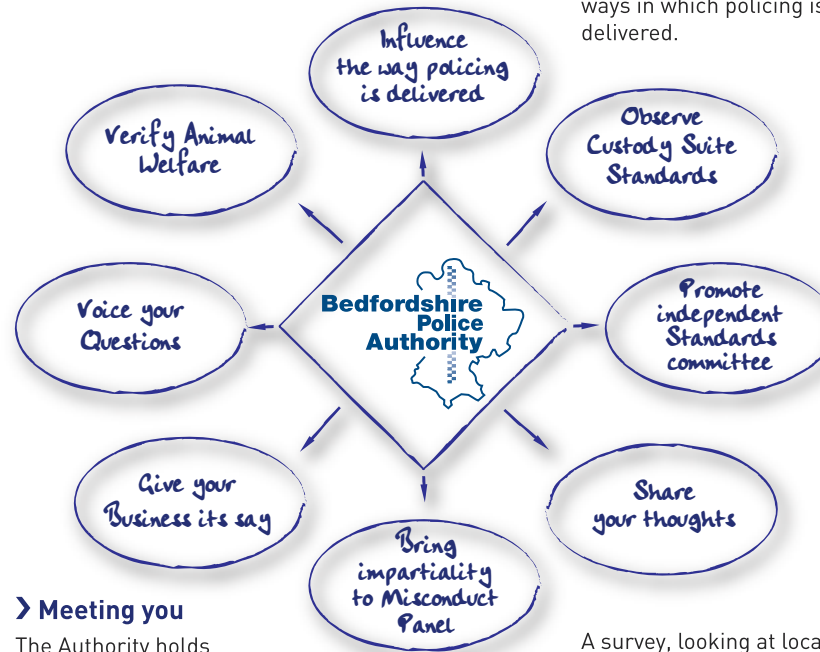 ways in which policing is
delivered.
Influence
the way policing
is delivered
Verify Animal
Welfare
Observe
Custody Suite
Standards
Voice your
Questions
Bedfordshire
Police
Authority
Promote
independent
Standards
committee
Give your
Business its say
Share
your thoughts
Bring
impartiality
to Misconduct
Panel
❯ Meeting you
The Authority holds
A survey, looking at loca